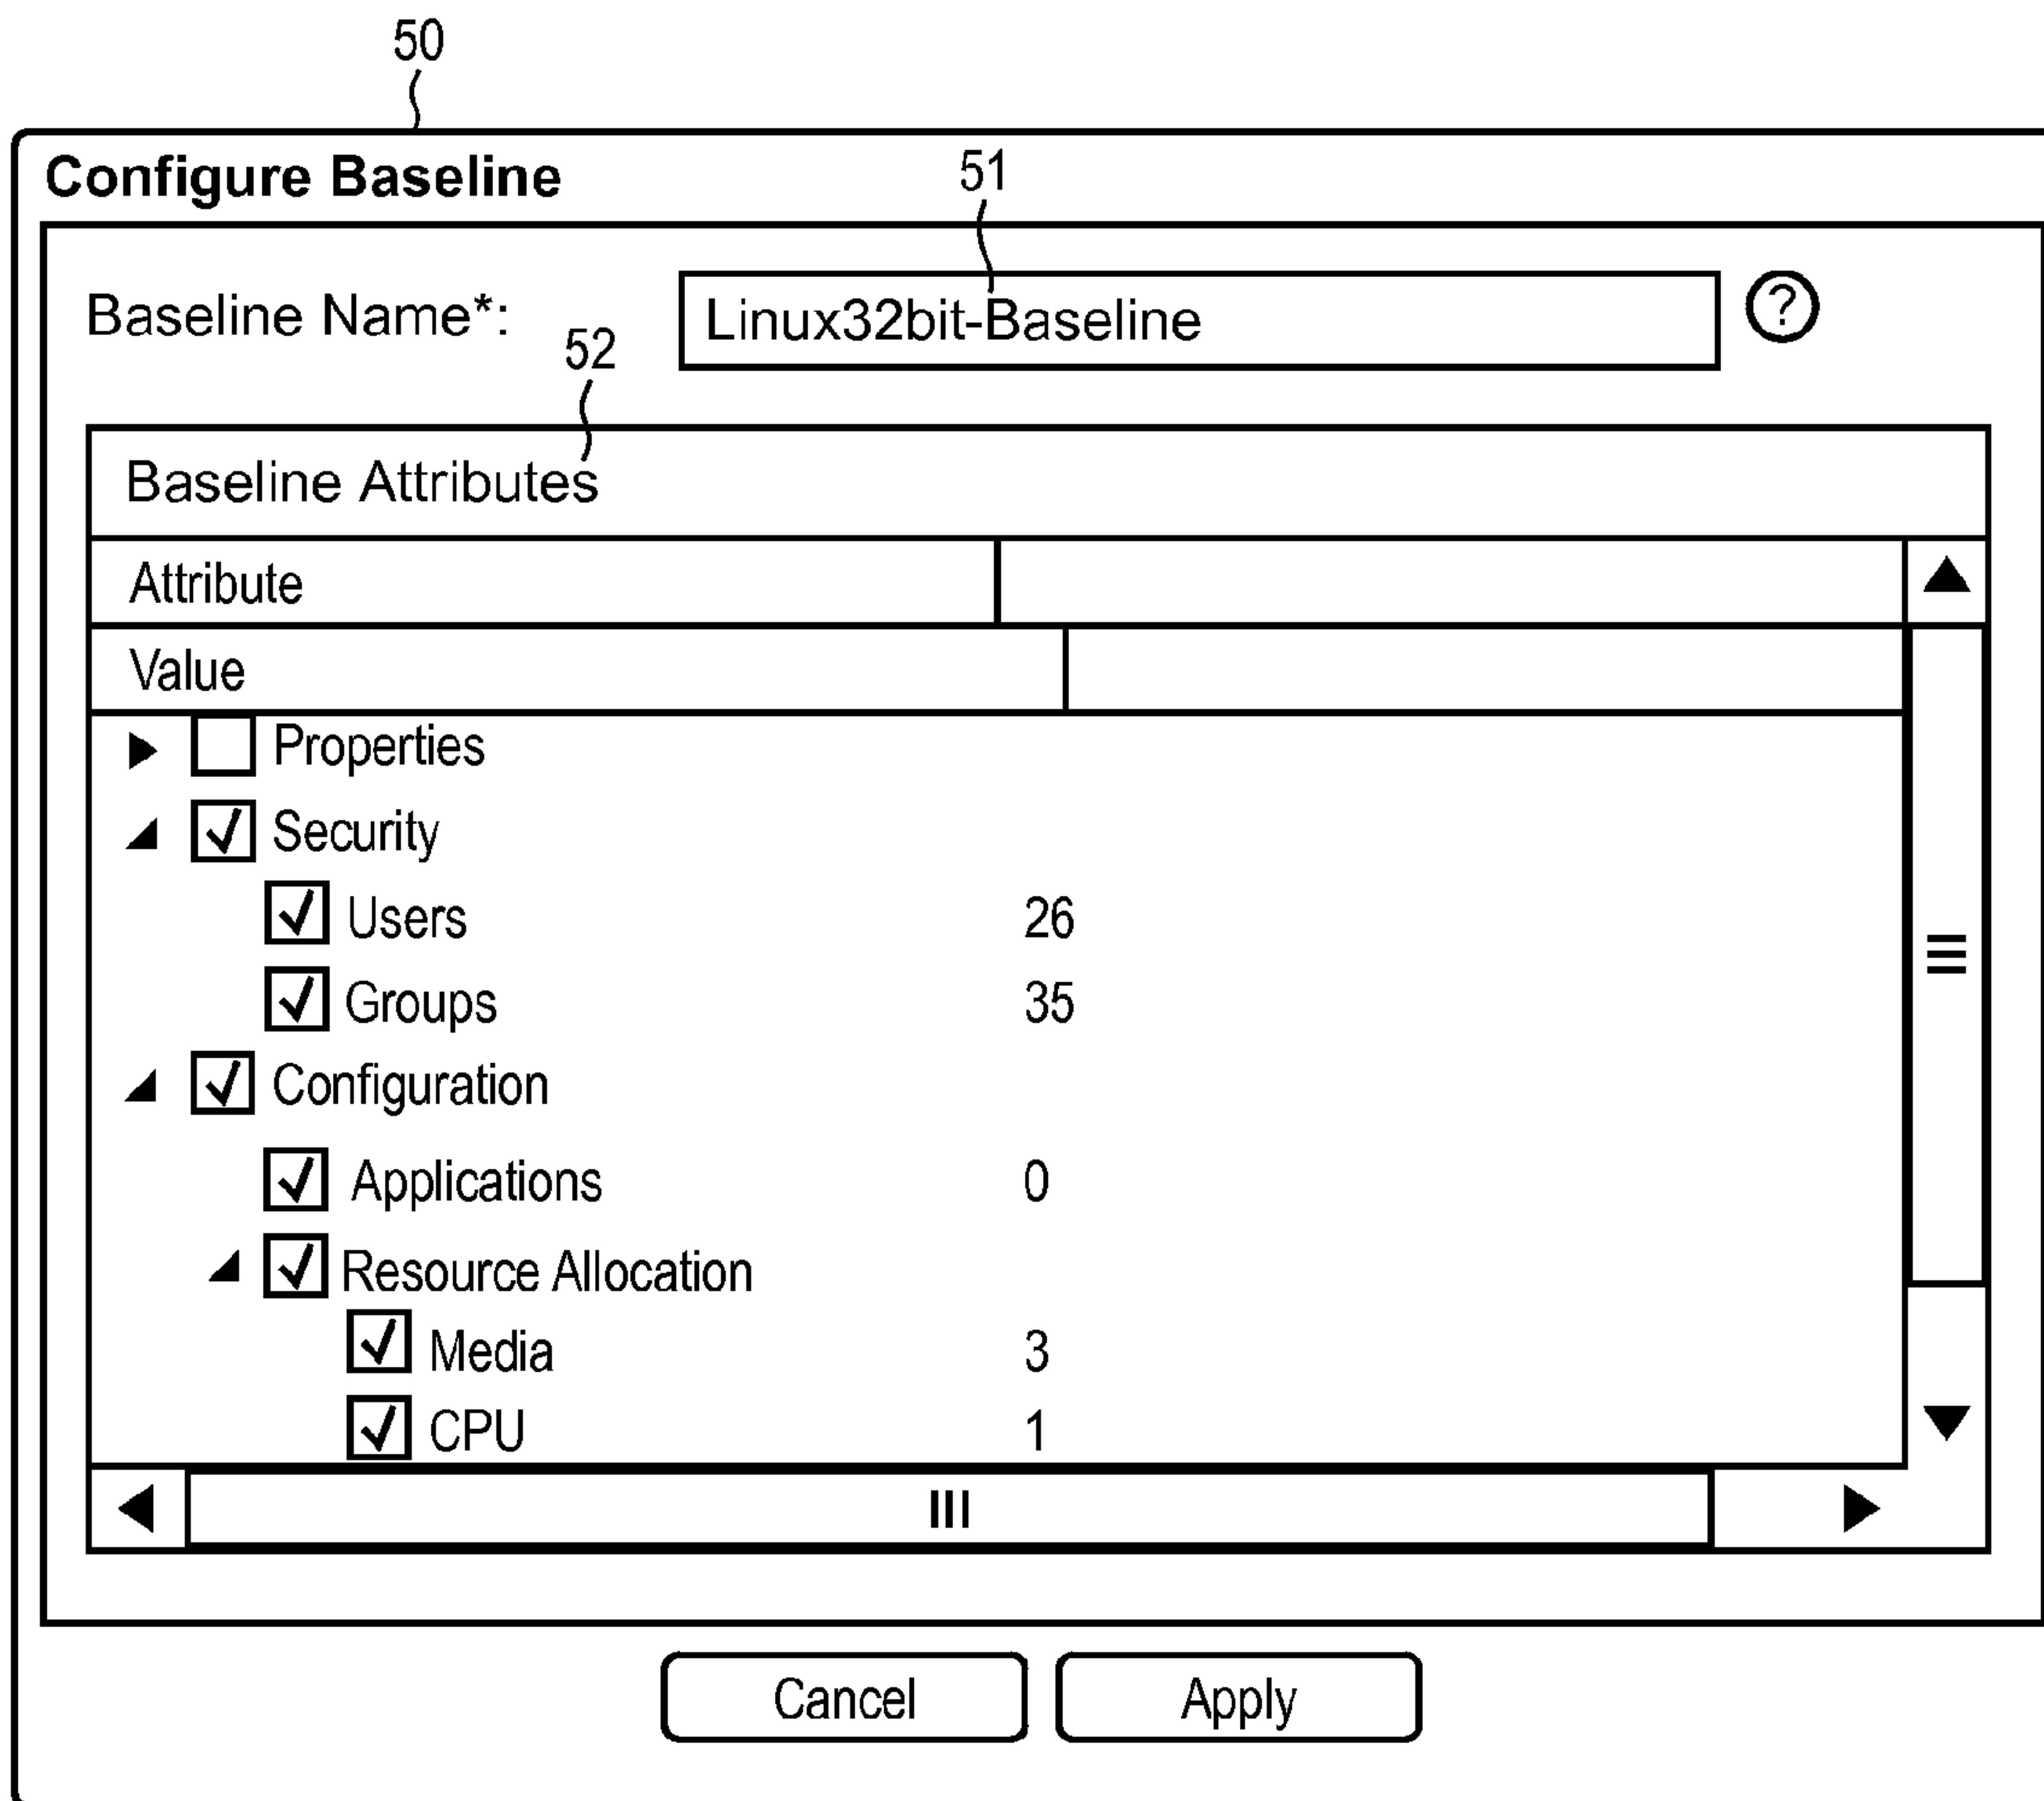 50
Configure Baseline
51
Baseline Name*:
Linux32bit-Baseline
?
52
Baseline Attributes
Attribute
Value
Properties
Security
Users 26
Groups 35
Configuration
Applications 0
Resource Allocation
Media 3
CPU 1
Cancel
Apply